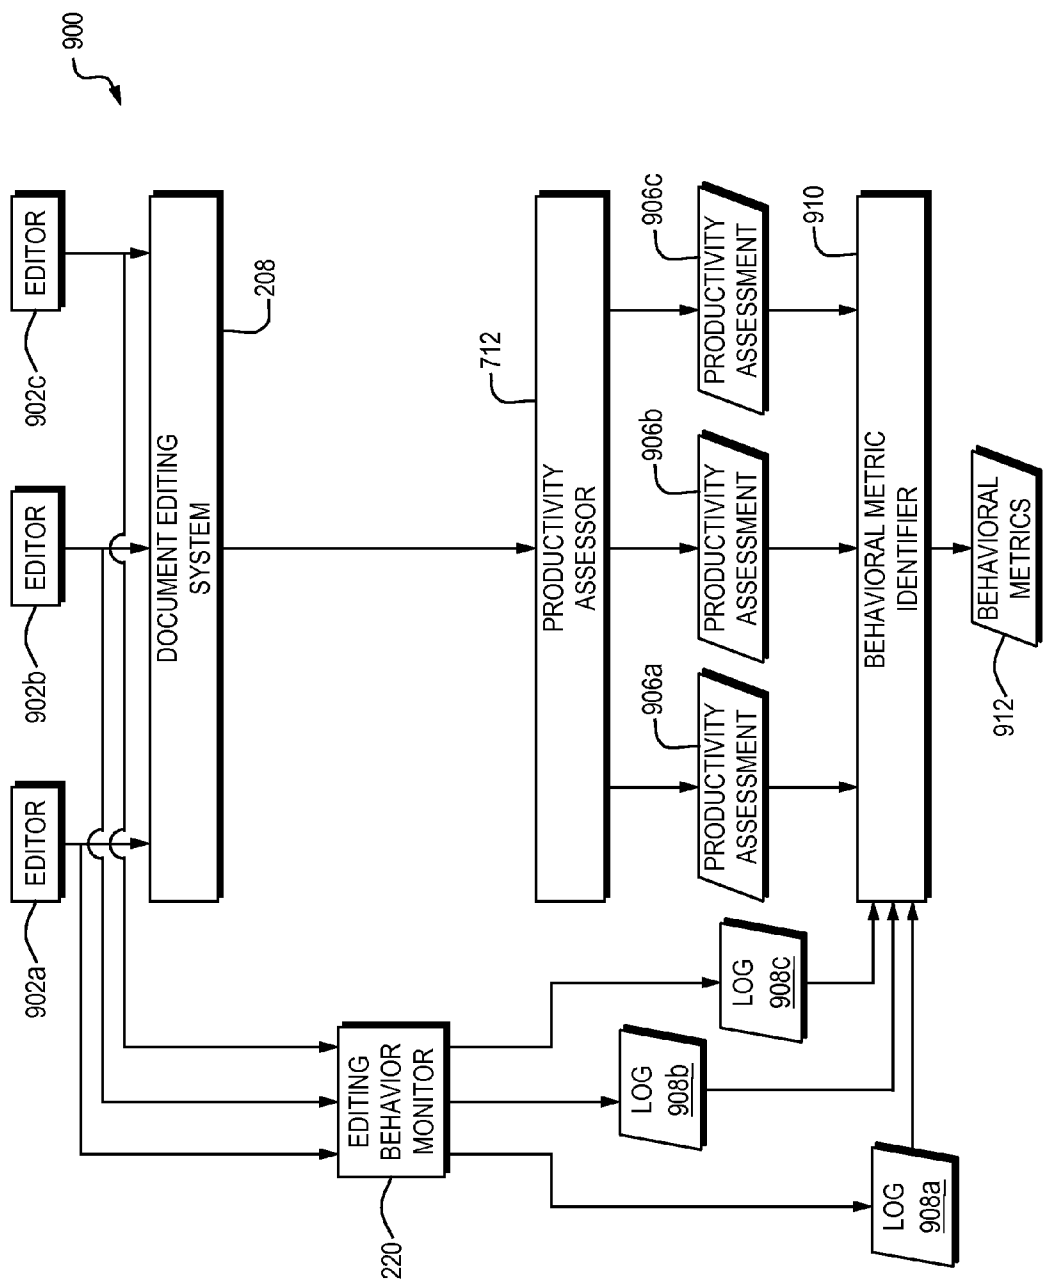 900
EDITOR
902a
EDITOR
902b
EDITOR
902c
DOCUMENT EDITING
SYSTEM
208
EDITING
BEHAVIOR
MONITOR
220
PRODUCTIVITY
ASSESSOR
712
LOG
908a
LOG
908b
LOG
908c
PRODUCTIVITY
ASSESSMENT
906a
PRODUCTIVITY
ASSESSMENT
906b
PRODUCTIVITY
ASSESSMENT
906c
BEHAVIORAL METRIC
IDENTIFIER
910
BEHAVIORAL
METRICS
912